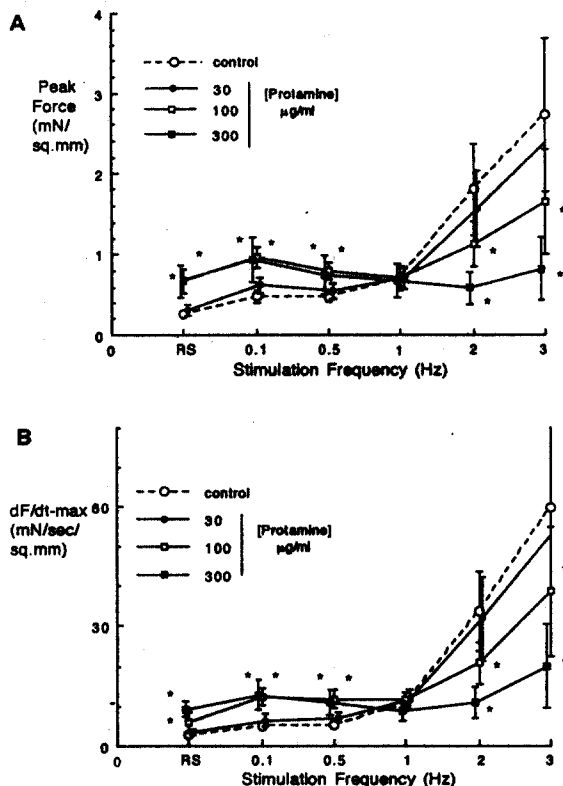 A
Peak
Force
(mN/
sq.mm)
4
3
2
1
0
control
30
100
300
[Protamine]
µg/ml
* * * * * * * * * *
0 RS 0.1 0.5 1 2 3
Stimulation Frequency (Hz)
B
dF/dt-max
(mN/sec/
sq.mm)
60
30
0
control
30
100
300
[Protamine]
µg/ml
* * * * * * * *
0 RS 0.1 0.5 1 2 3
Stimulation Frequency (Hz)